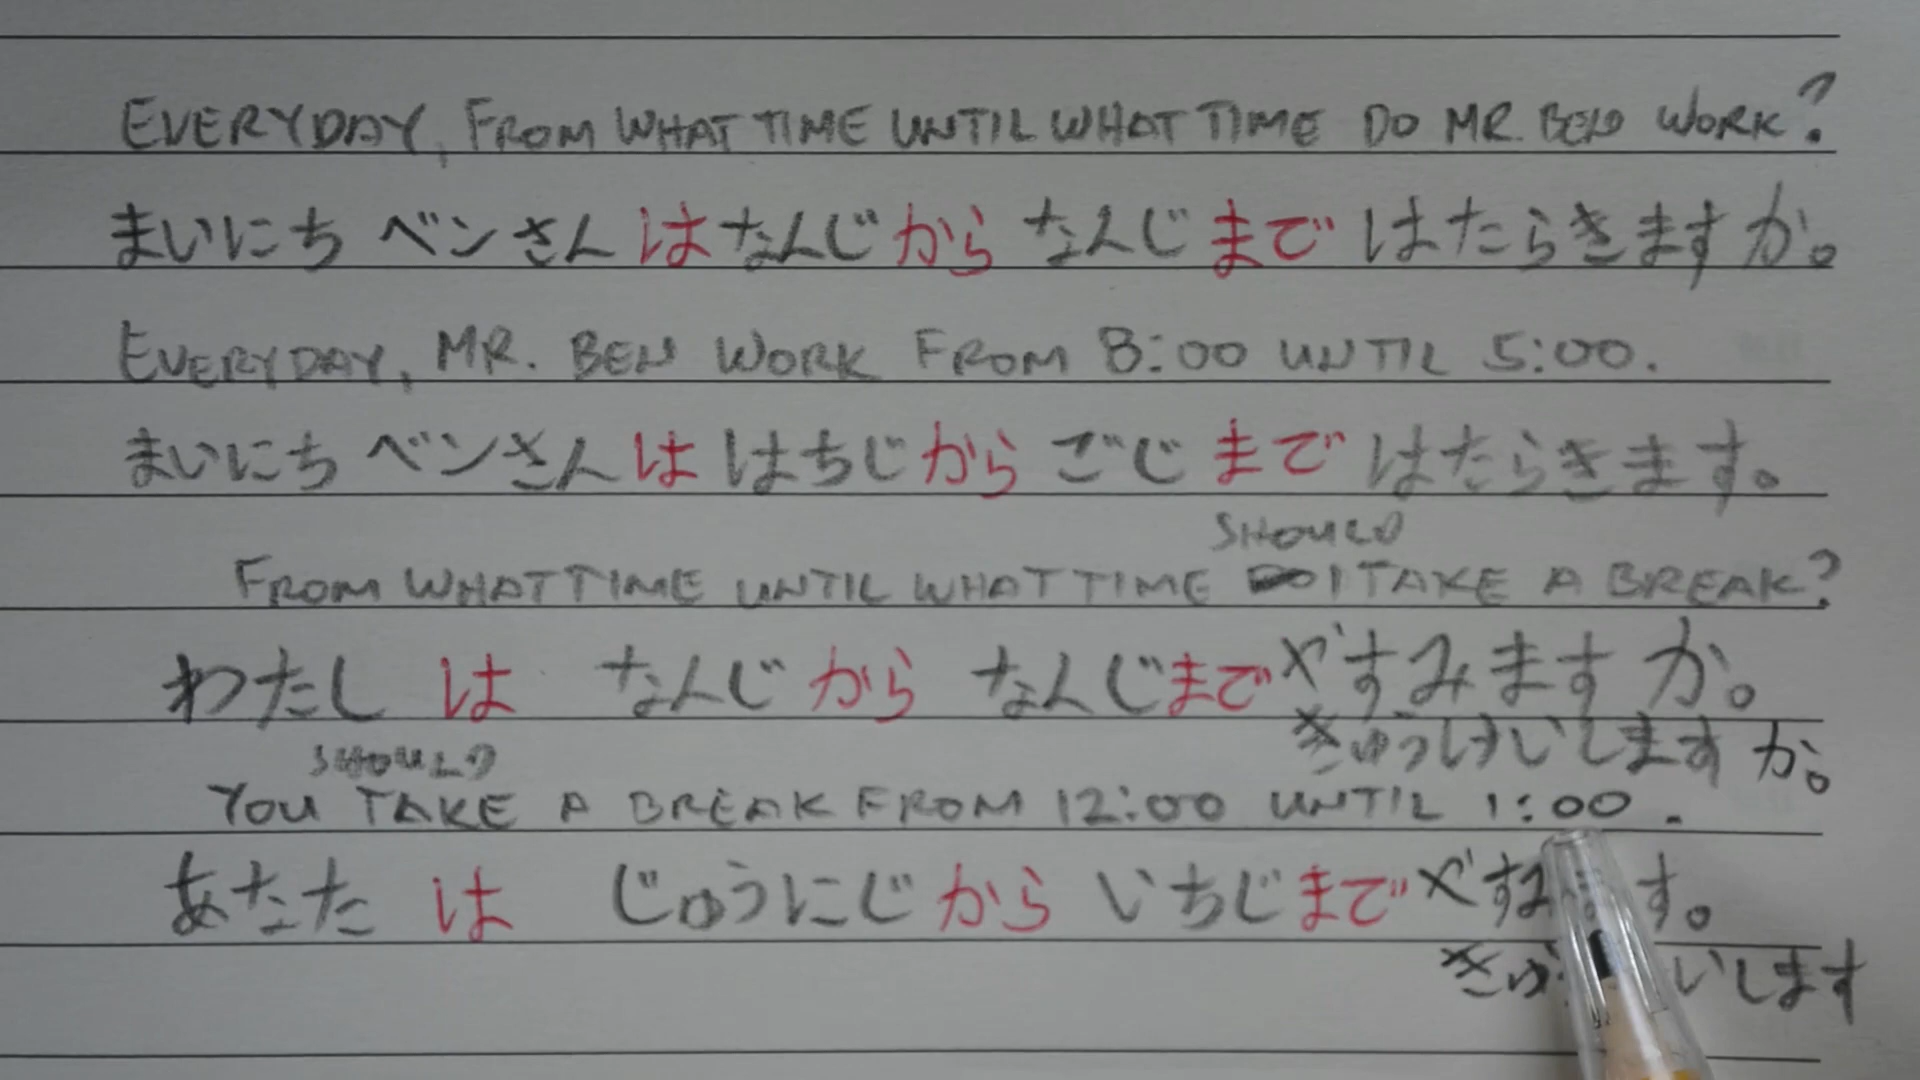 EVERYDAY, FROM WHAT TIME UNTIL WHAT TIME DO MR. BEN WORK?
まいにち ベンさん は なんじ から なんじ まで はたらきます か。
EVERYDAY, MR. BEN WORK FROM 8:00 UNTIL 5:00.
まいにち ベンさん は はちじ から ごじ まで はたらきます。
SHOULD
FROM WHAT TIME UNTIL WHAT TIME I TAKE A BREAK?
わたし は なんじ から なんじ まで やすみます か。
きゅうけいします か。
SHOULD
YOU TAKE A BREAK FROM 12:00 UNTIL 1:00.
あなた は じゅうにじ から いちじ まで やすみ す。
きゅ いします